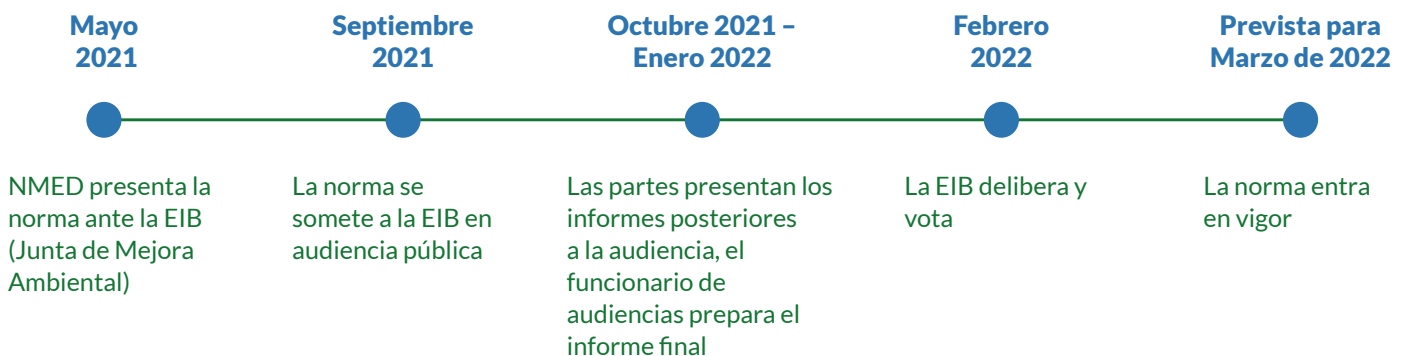 Mayo
2021
NMED presenta la
norma ante la EIB
(Junta de Mejora
Ambiental)
Septiembre
2021
La norma se
somete a la EIB en
audiencia pública
Octubre 2021 –
Enero 2022
Las partes presentan los
informes posteriores
a la audiencia, el
funcionario de
audiencias prepara el
informe final
Febrero
2022
La EIB delibera y
vota
Prevista para
Marzo de 2022
La norma entra
en vigor